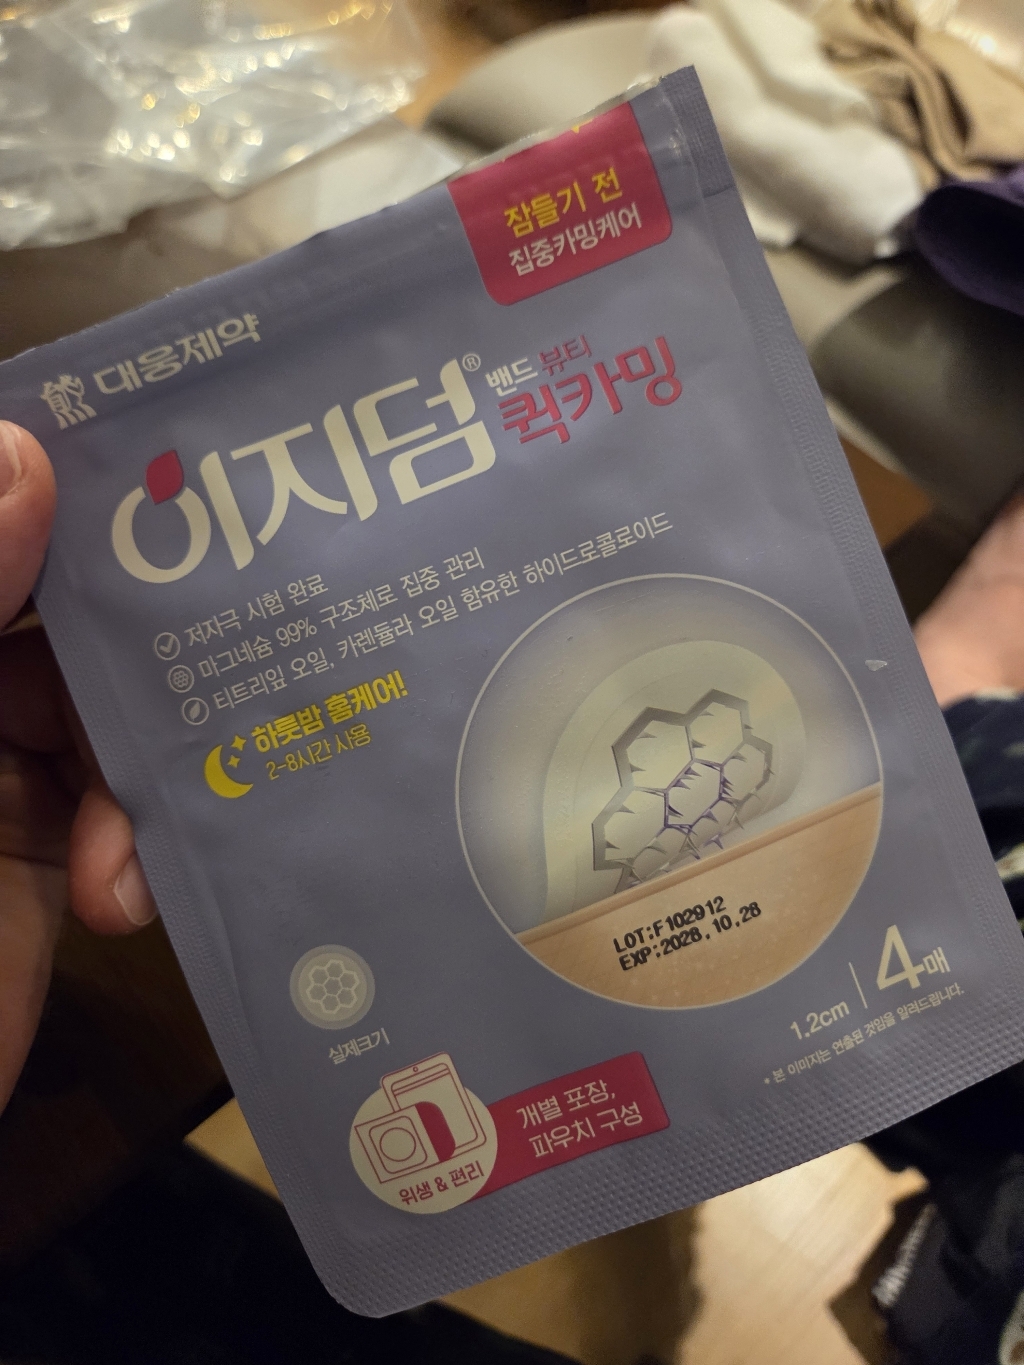 잠들기 전
집중카밍케어
대웅제약
이지덤® 밴드 뷰티
퀵카밍
저자극 시험 완료
마그네슘 99% 구조체로 집중 관리
티트리잎 오일, 카렌듈라 오일 함유한 하이드로콜로이드
하룻밤 홈케어!
2-8시간 사용
LOT:F102912
EXP:2028.10.28
실제크기
1.2cm | 4매
* 본 이미지는 연출된 것임을 알려드립니다.
개별 포장,
파우치 구성
위생 & 편리